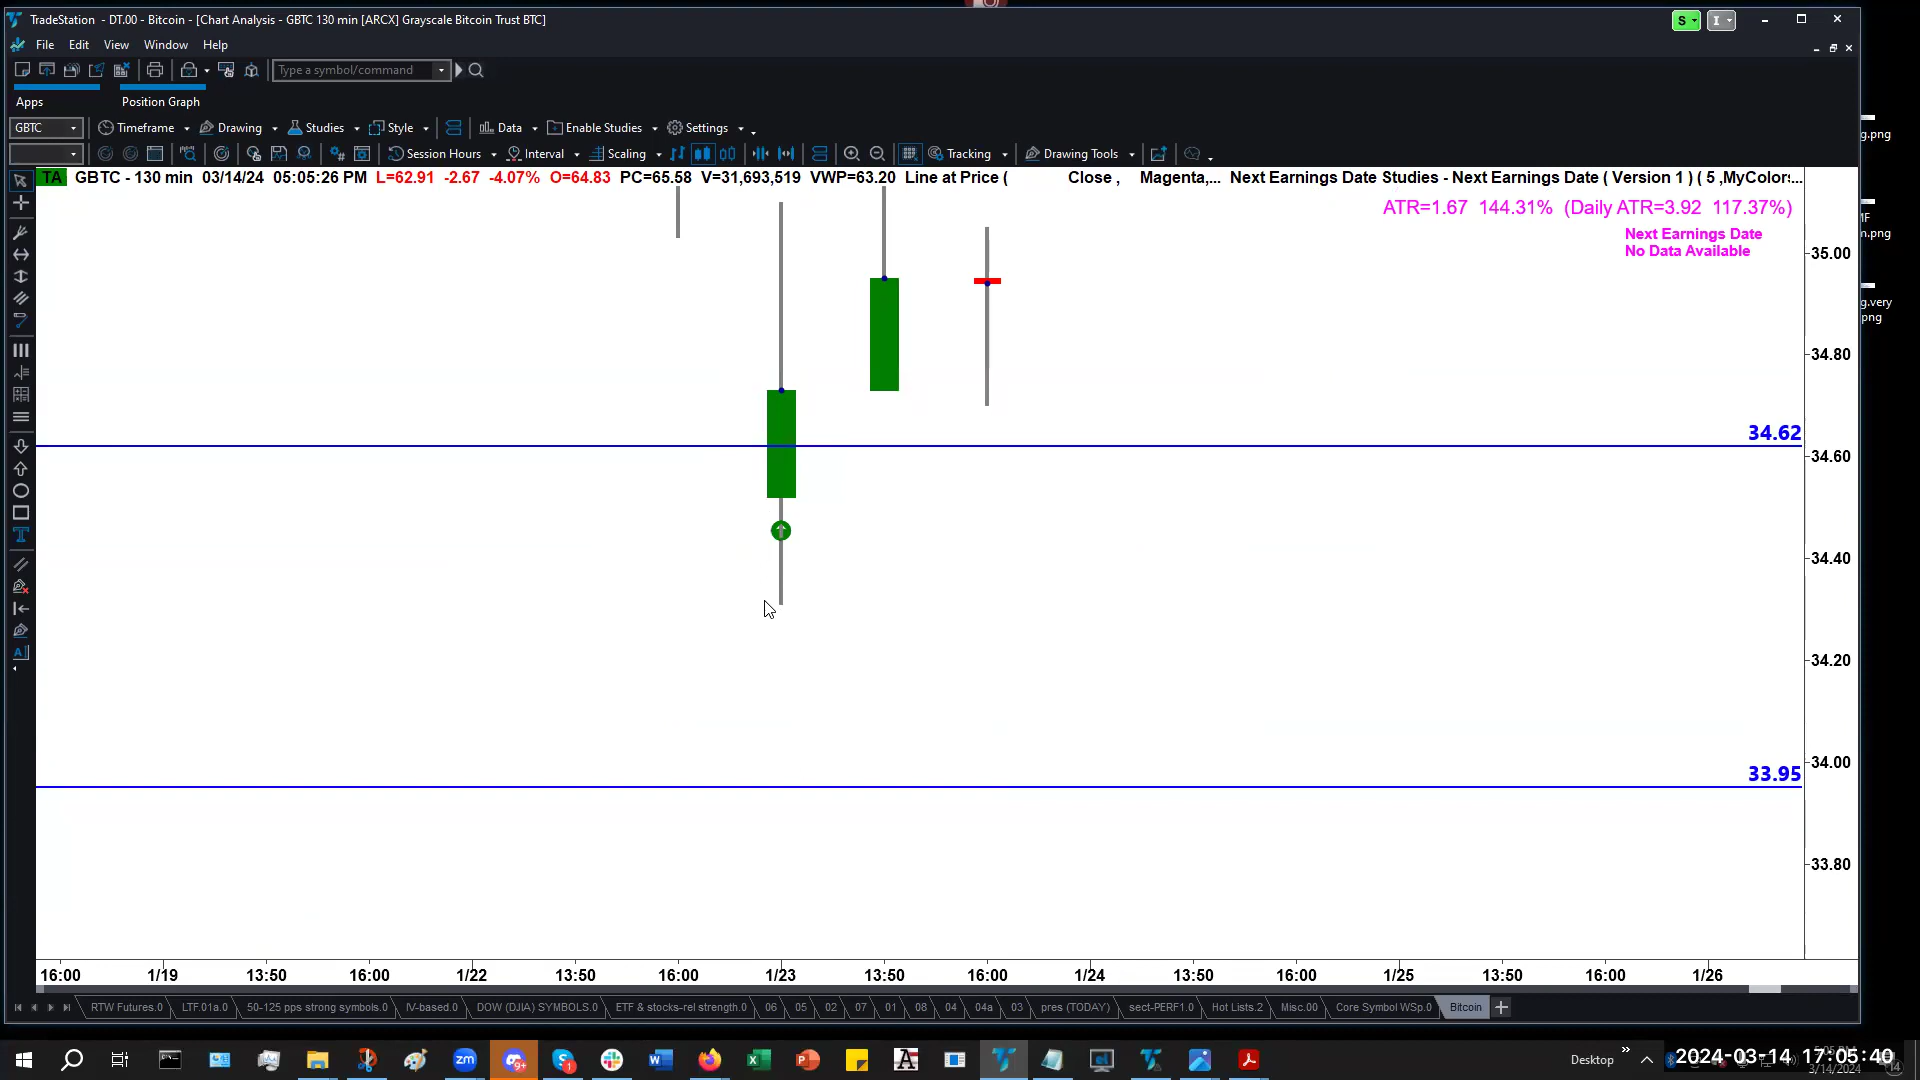 TradeStation - DT.00 - Bitcoin - [Chart Analysis - GBTC 130 min [ARCX] Grayscale Bitcoin Trust BTC]
S I
File Edit View Window Help
Type a symbol/command
Apps Position Graph
GBTC Timeframe Drawing Studies Style Data Enable Studies Settings
Session Hours Interval Scaling Tracking Drawing Tools
TA GBTC - 130 min 03/14/24 05:05:26 PM L=62.91 -2.67 -4.07% O=64.83 PC=65.58 V=31,693,519 VWP=63.20 Line at Price ( Close , Magenta,... Next Earnings Date Studies - Next Earnings Date ( Version 1 ) ( 5 ,MyColors...
ATR=1.67 144.31% (Daily ATR=3.92 117.37%)
Next Earnings Date
No Data Available
35.00
34.80
34.62
34.60
34.40
34.20
33.95
34.00
33.80
16:00 1/19 13:50 16:00 1/22 13:50 16:00 1/23 13:50 16:00 1/24 13:50 16:00 1/25 13:50 16:00 1/26
RTW Futures.0 LTF.01a.0 50-125 pps strong symbols.0 IV-based.0 DOW (DJIA) SYMBOLS.0 ETF & stocks-rel strength.0 06 05 02 07 01 08 04 04a 03 pres (TODAY) sect-PERF1.0 Hot Lists.2 Misc.00 Core Symbol WSp.0 Bitcoin
g.png
n.png
g.very
png
Desktop
2024-03-14 17:05:40
3/14/2024